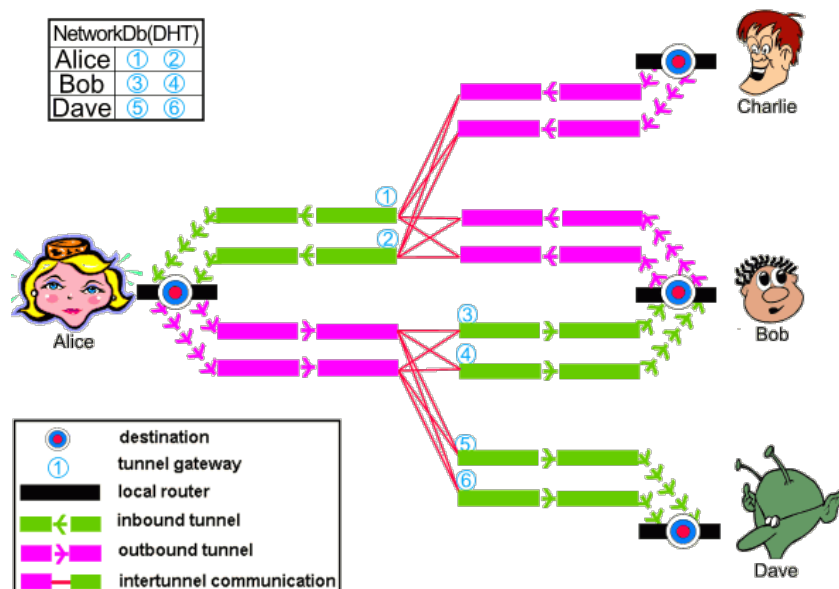 NetworkDb(DHT)
Alice 1 2
Bob 3 4
Dave 5 6
Charlie
1
2
Alice
3
4
Bob
5
6
Dave
destination
1 tunnel gateway
local router
inbound tunnel
outbound tunnel
intertunnel communication